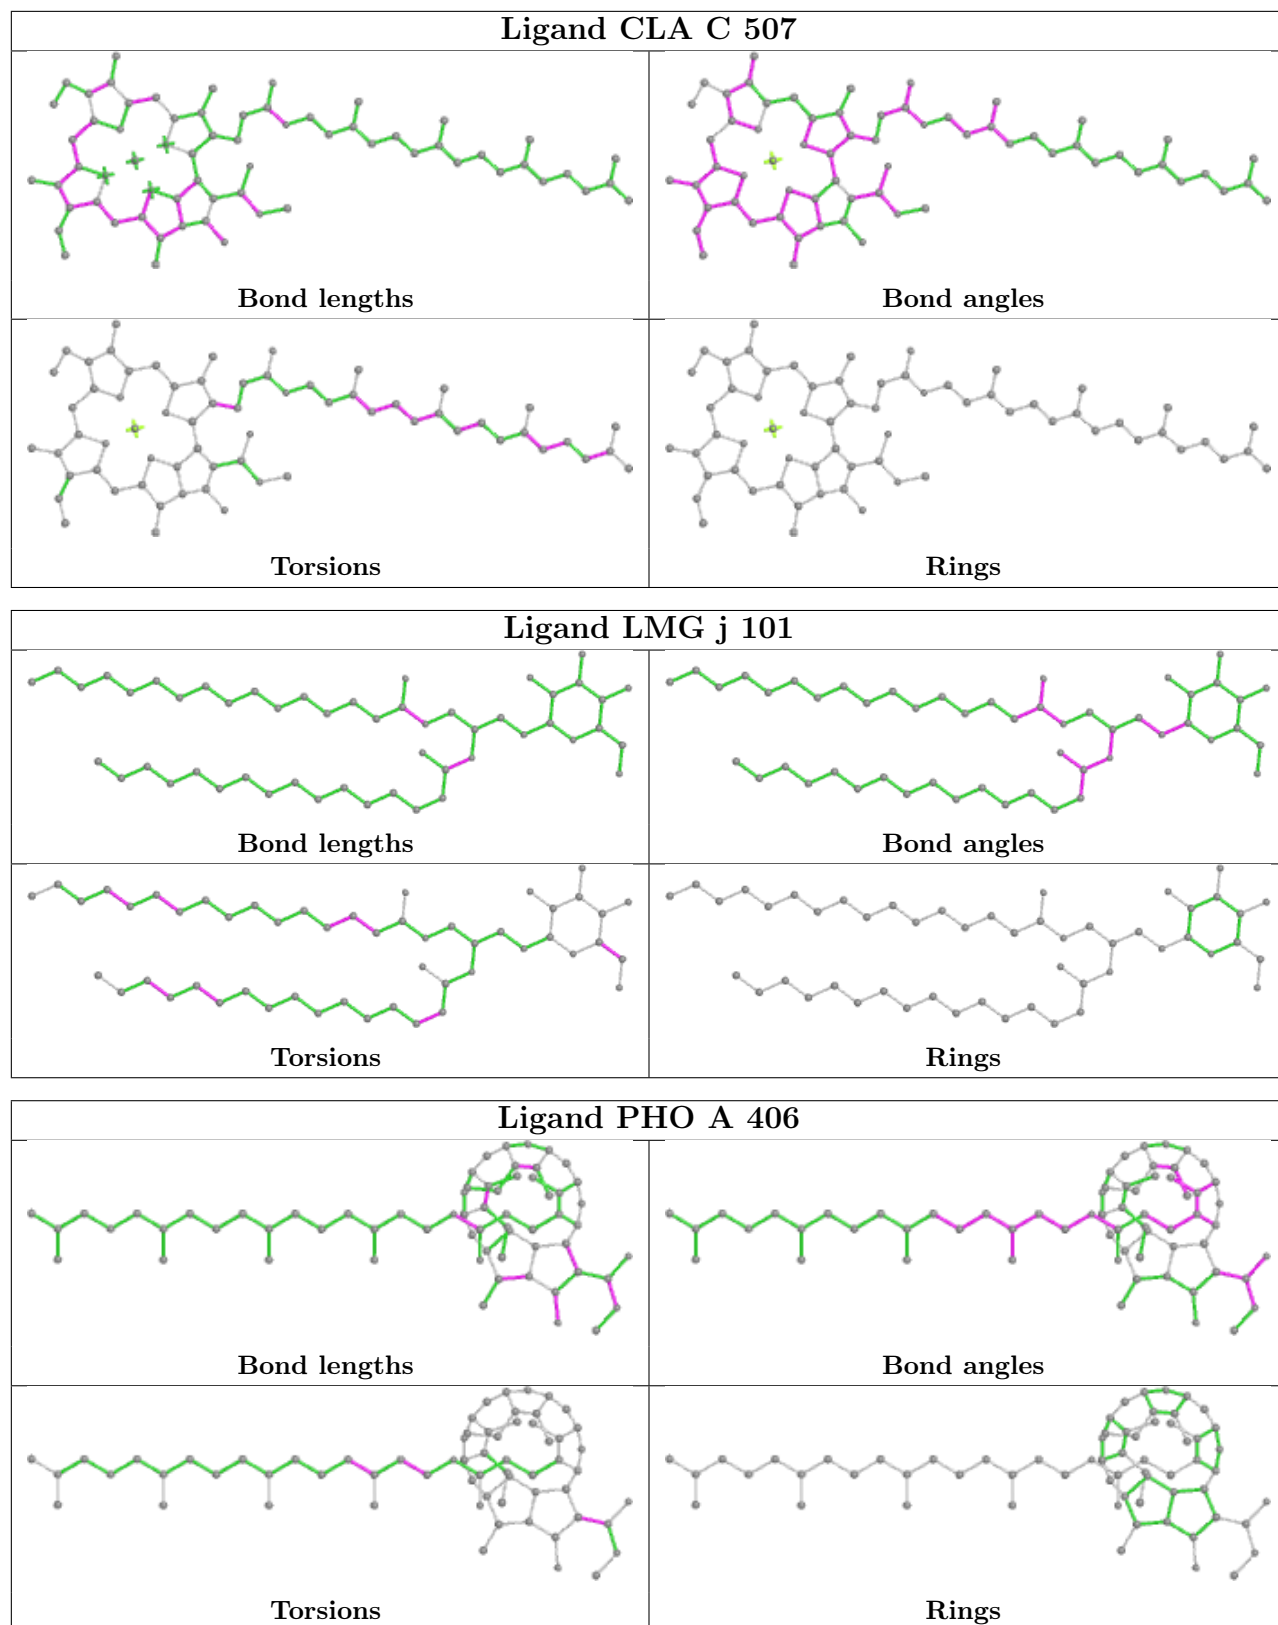 Ligand CLA C 507
Bond lengths
Bond angles
Torsions
Rings
Ligand LMG j 101
Bond lengths
Bond angles
Torsions
Rings
Ligand PHO A 406
Bond lengths
Bond angles
Torsions
Rings